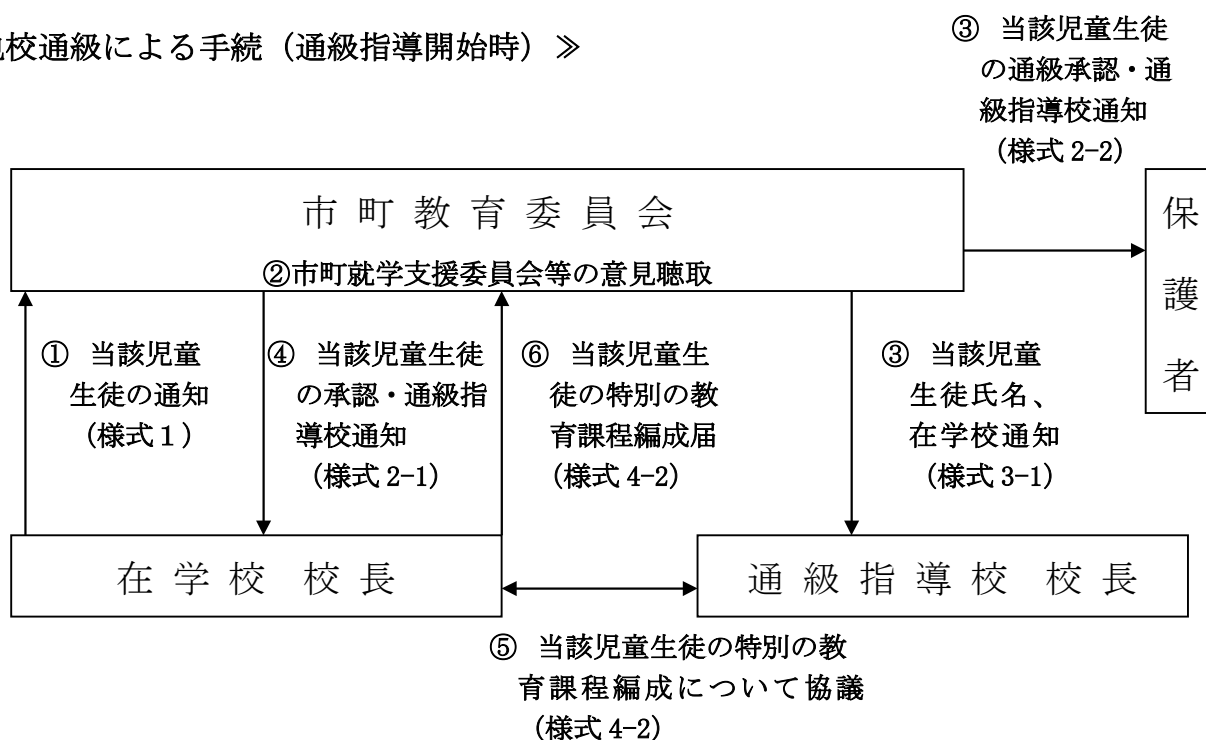 校通級による手続（通級指導開始時）≫
③ 当該児童生徒
の通級承認・通
級指導校通知
（様式 2-2）
市 町 教 育 委 員 会
②市町就学支援委員会等の意見聴取
保
護
者
① 当該児童
生徒の通知
（様式１）
④ 当該児童生徒
の承認・通級指
導校通知
（様式 2-1）
⑥ 当該児童生
徒の特別の教
育課程編成届
（様式 4-2）
③ 当該児童
生徒氏名、
在学校通知
（様式 3-1）
在 学 校 校 長
通 級 指 導 校 校 長
⑤ 当該児童生徒の特別の教
育課程編成について協議
（様式 4-2）